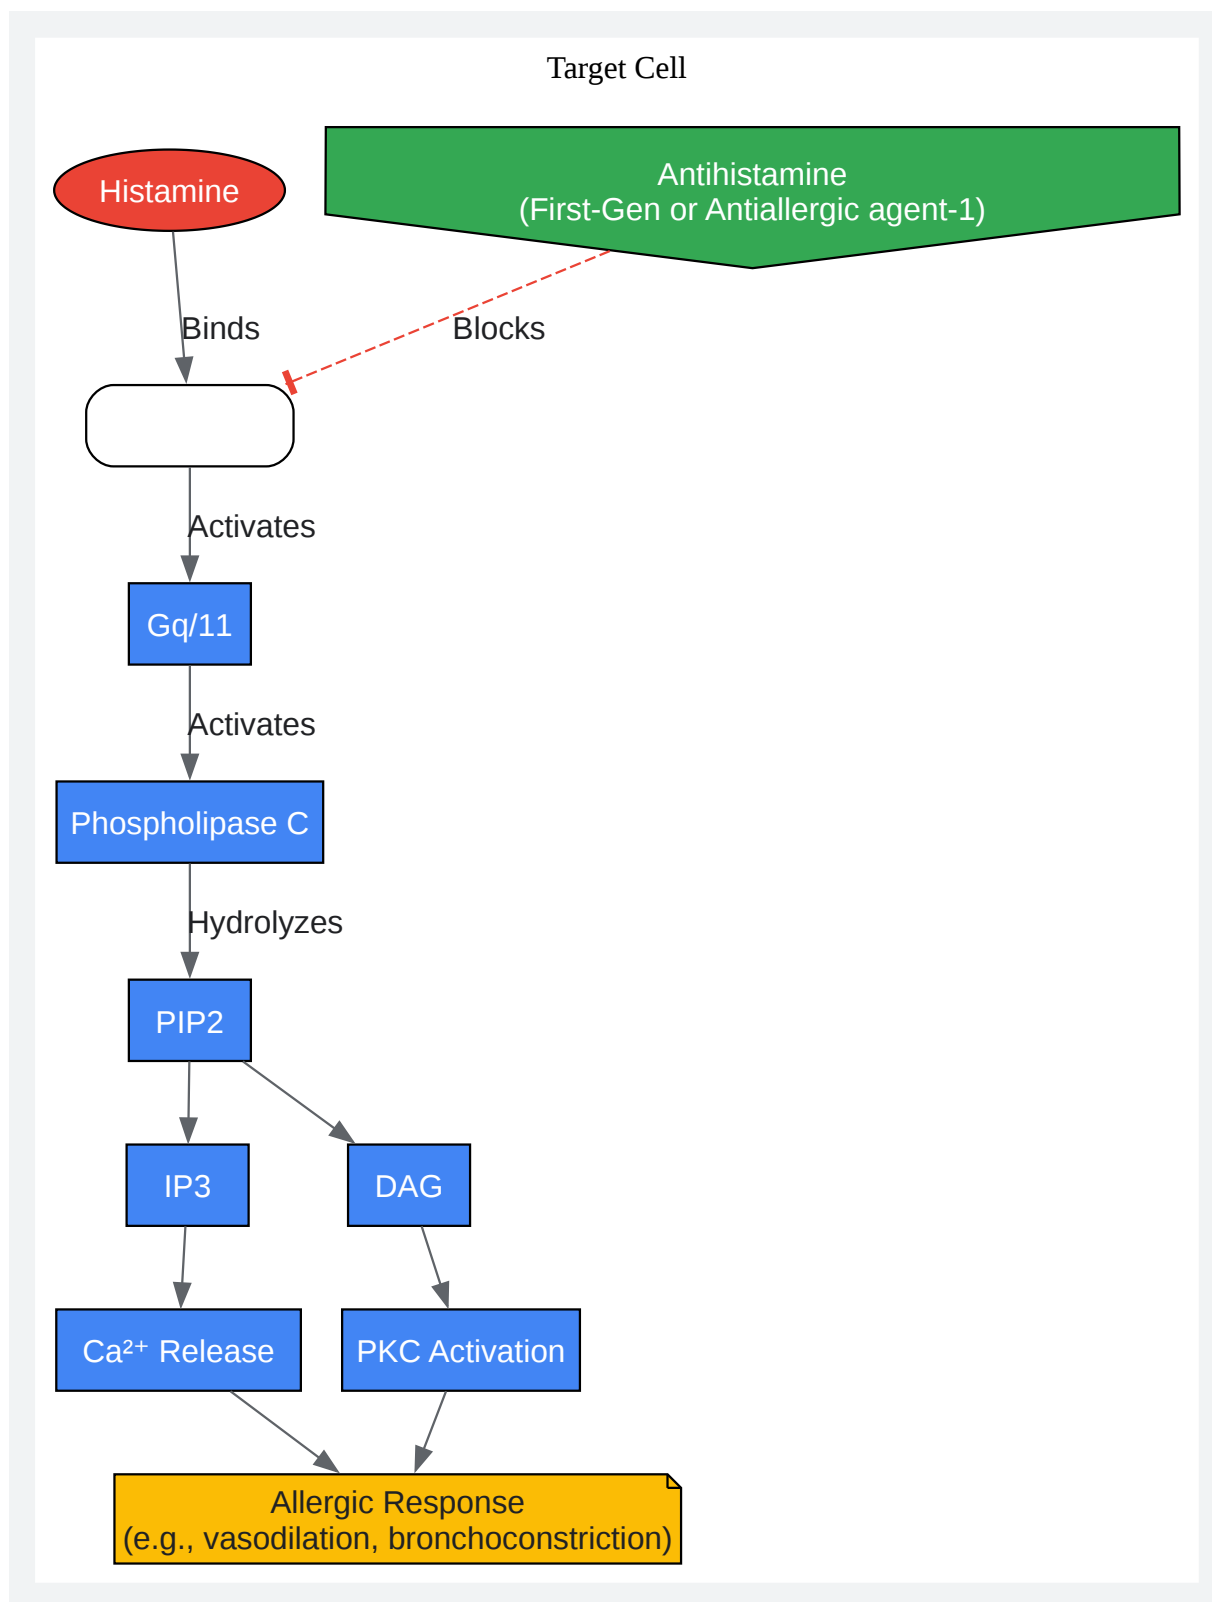 Target Cell
Histamine
Antihistamine
(First-Gen or Antiallergic agent-1)
Binds
Blocks
Activates
Gq/11
Activates
Phospholipase C
Hydrolyzes
PIP2
IP3
DAG
Ca²⁺ Release
PKC Activation
Allergic Response
(e.g., vasodilation, bronchoconstriction)